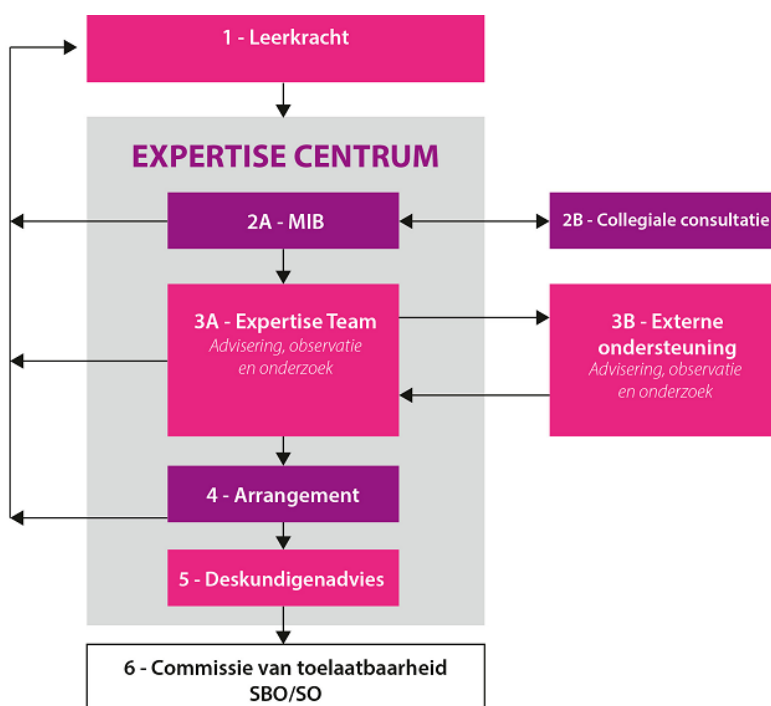 1 - Leerkracht
EXPERTISE CENTRUM
2A - MIB
2B - Collegiale consultatie
3A - Expertise Team
Advisering, observatie
en onderzoek
3B - Externe
ondersteuning
Advisering, observatie
en onderzoek
4 - Arrangement
5 - Deskundigenadvies
6 - Commissie van toelaatbaarheid
SBO/SO